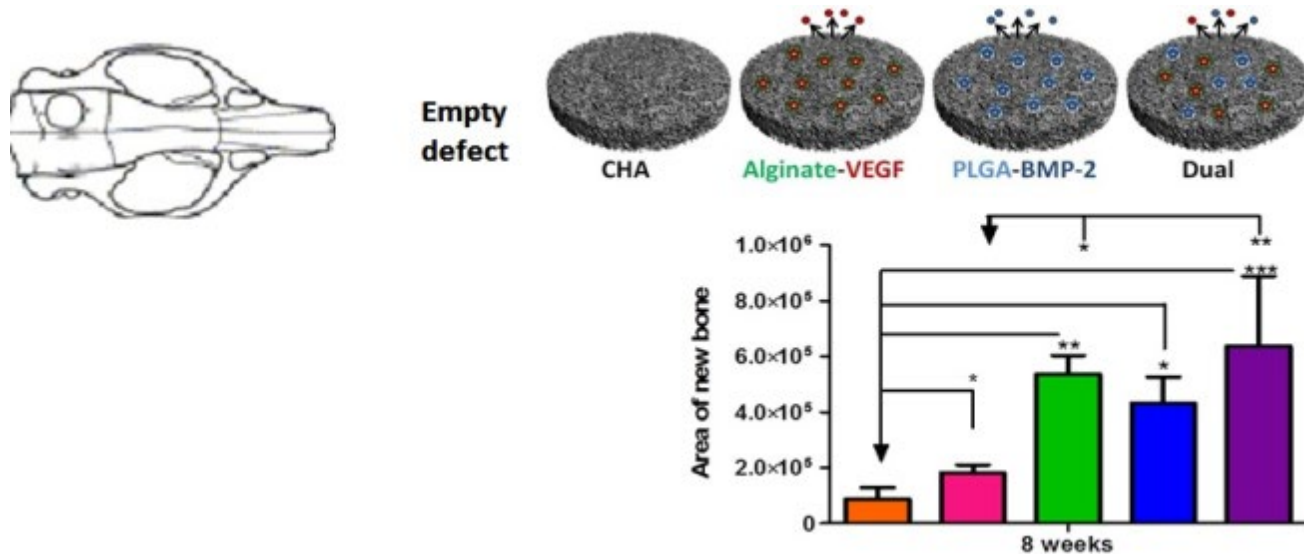 Empty
defect
CHA
Alginate-VEGF
PLGA-BMP-2
Dual
Area of new bone
1.0×10⁶
8.0×10⁵
6.0×10⁵
4.0×10⁵
2.0×10⁵
0
*
**
***
*
**
*
8 weeks